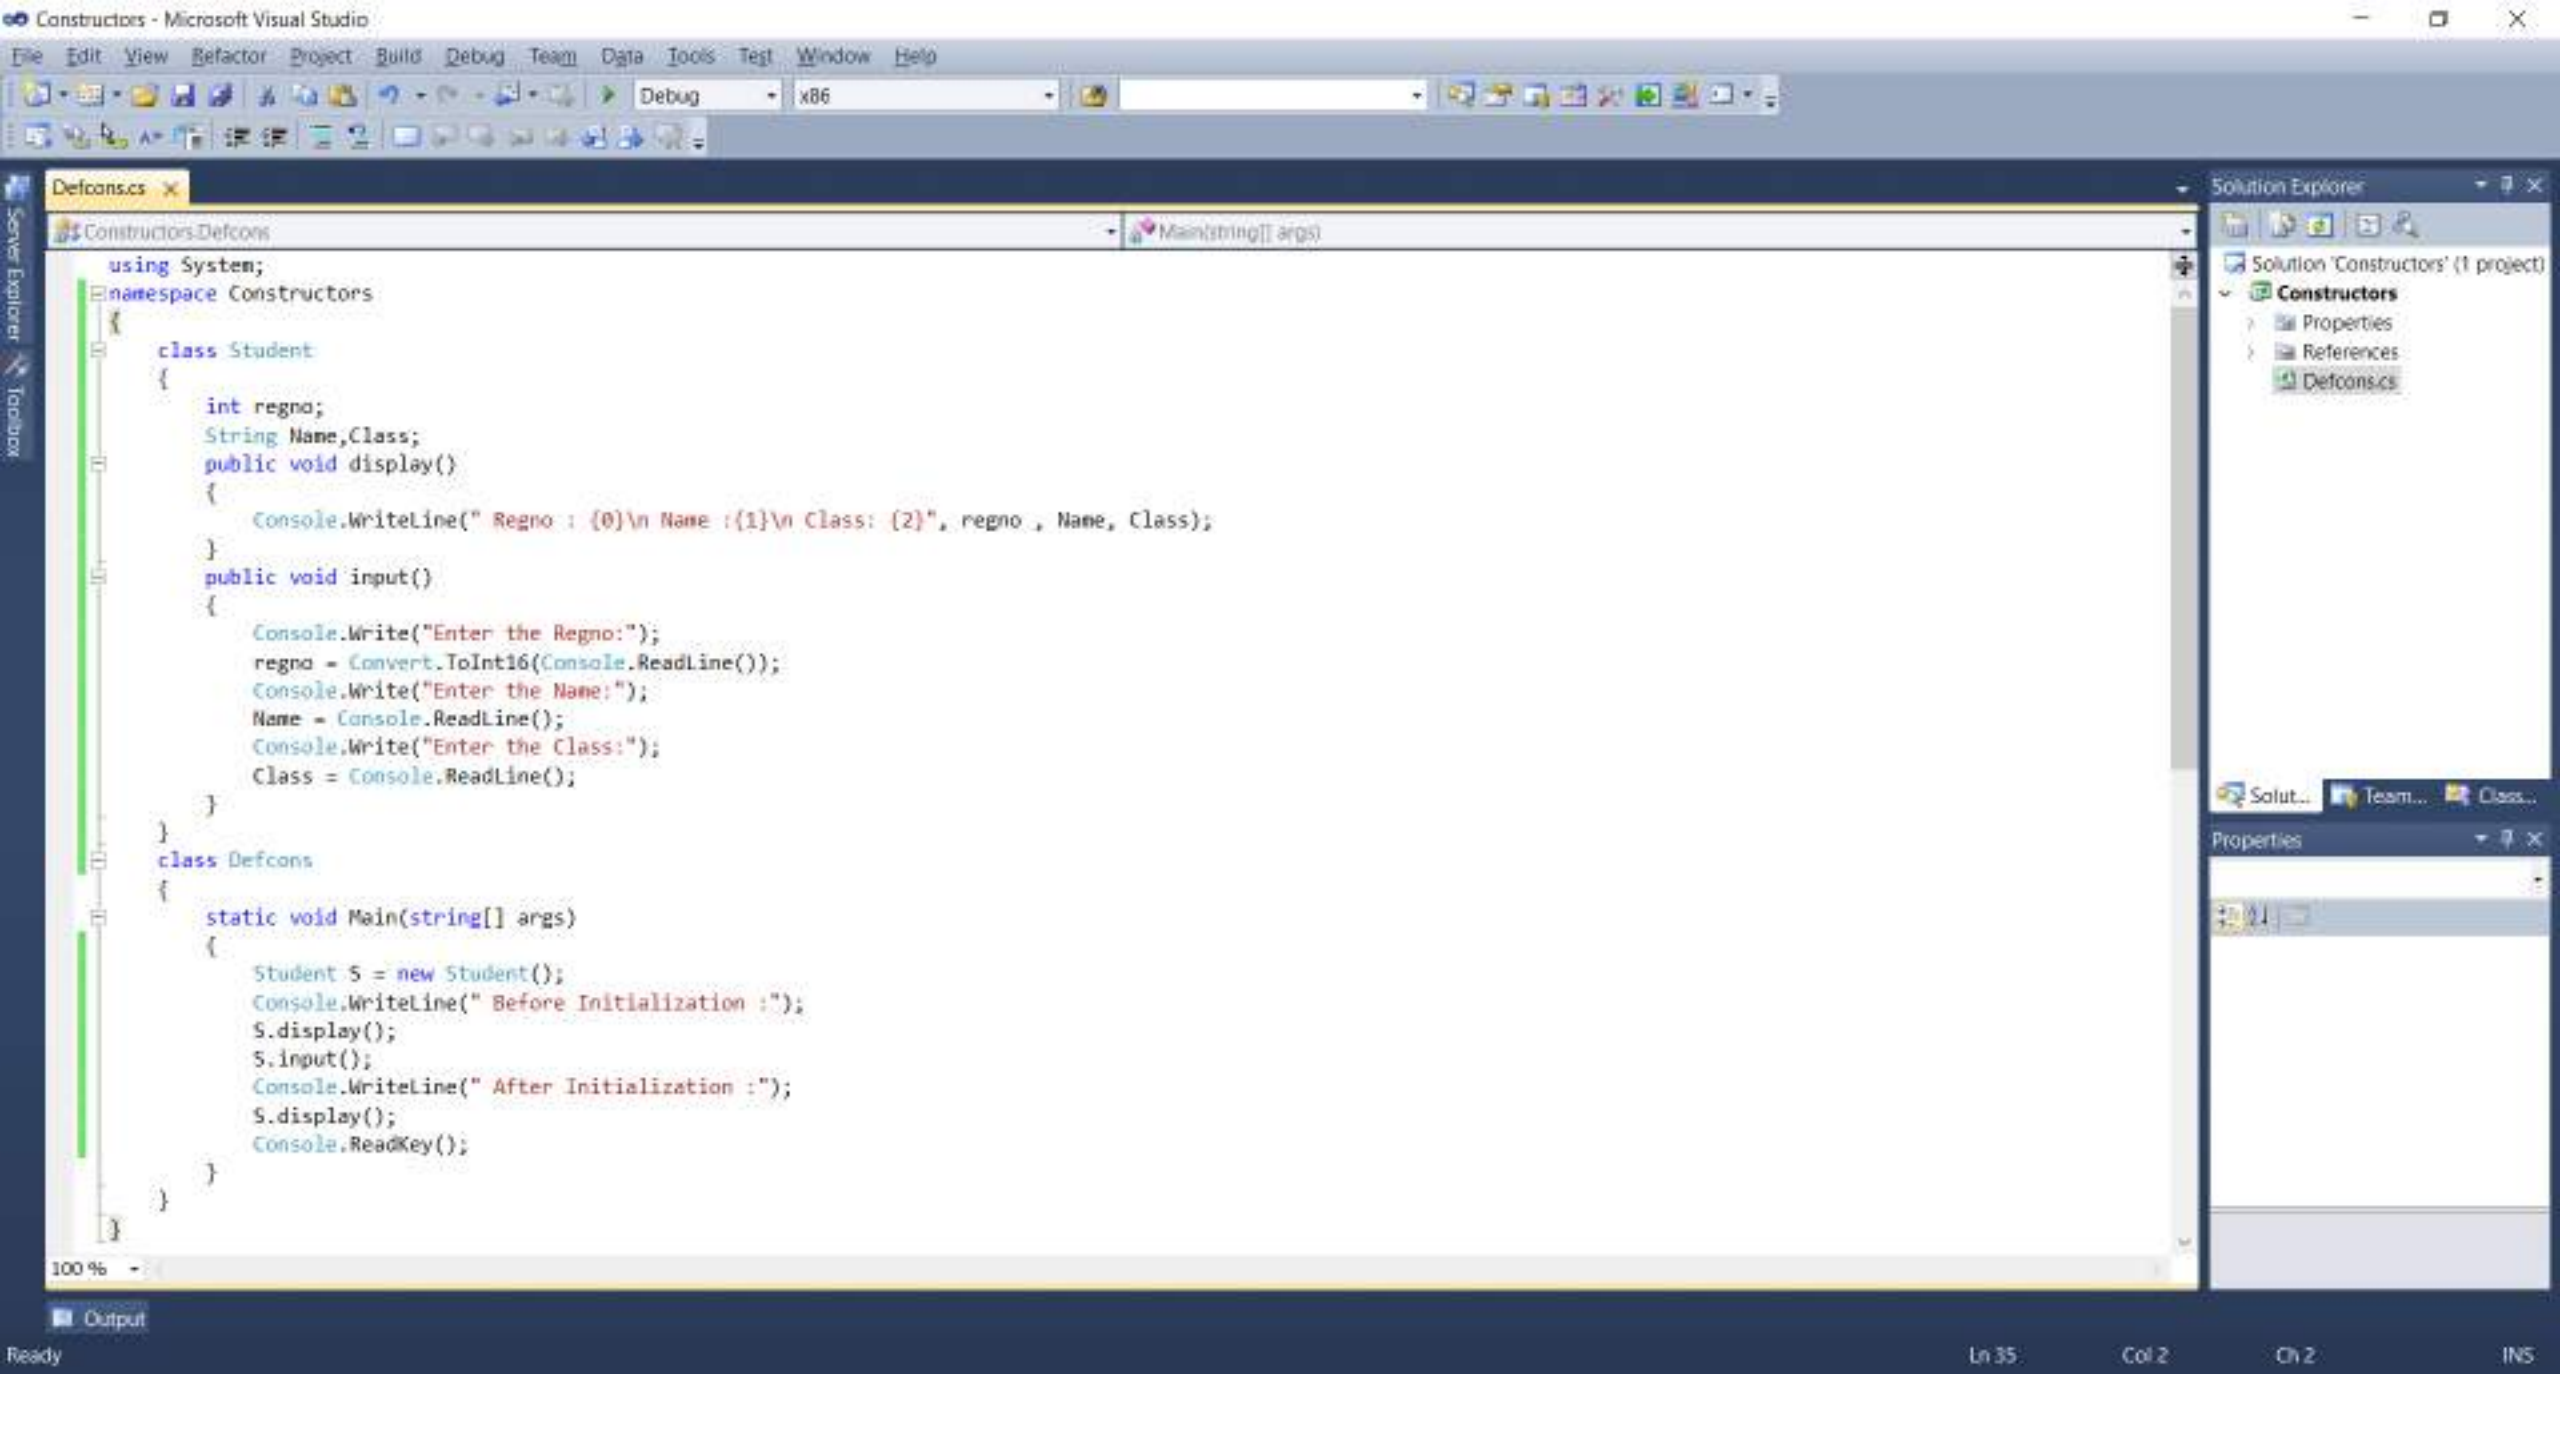 Constructors - Microsoft Visual Studio
File Edit View Refactor Project Build Debug Team Data Tools Test Window Help
Debug x86
Defcons.cs
Solution Explorer
Server Explorer
Toolbox
Constructors.Defcons
Main(string[] args)
using System;
namespace Constructors
{
class Student
{
int regno;
String Name,Class;
public void display()
{
Console.WriteLine(" Regno : {0}\n Name :{1}\n Class: {2}", regno , Name, Class);
}
public void input()
{
Console.Write("Enter the Regno:");
regno = Convert.ToInt16(Console.ReadLine());
Console.Write("Enter the Name:");
Name = Console.ReadLine();
Console.Write("Enter the Class:");
Class = Console.ReadLine();
}
}
class Defcons
{
static void Main(string[] args)
{
Student S = new Student();
Console.WriteLine(" Before Initialization :");
S.display();
S.input();
Console.WriteLine(" After Initialization :");
S.display();
Console.ReadKey();
}
}
}
100 %
Solution 'Constructors' (1 project)
Constructors
Properties
References
Defcons.cs
Solut... Team... Class...
Properties
Output
Ready Ln 35 Col 2 Ch 2 INS